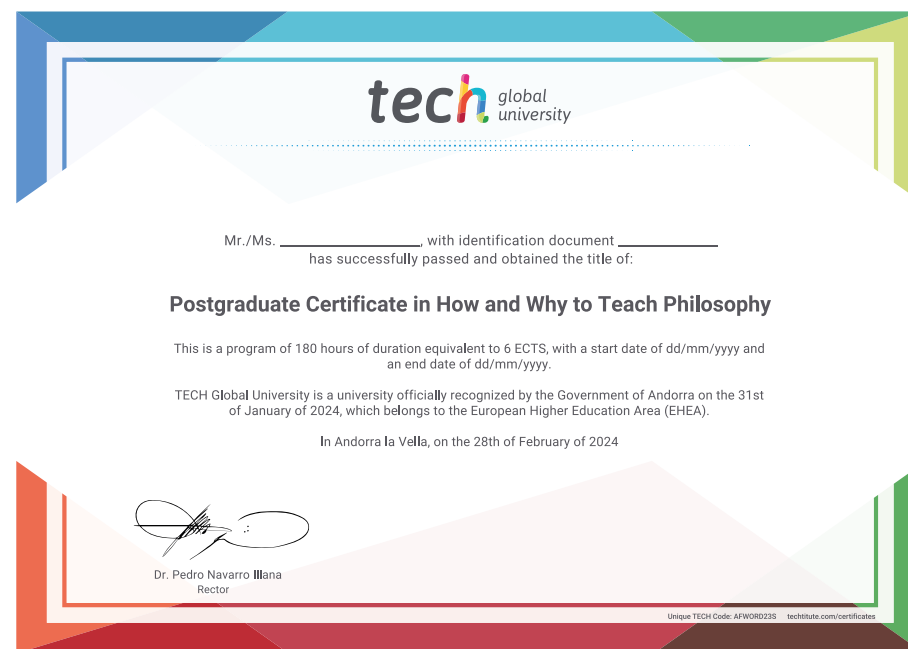 tech global university
Mr./Ms. ____________________, with identification document ______________
has successfully passed and obtained the title of:
Postgraduate Certificate in How and Why to Teach Philosophy
This is a program of 180 hours of duration equivalent to 6 ECTS, with a start date of dd/mm/yyyy and
an end date of dd/mm/yyyy.
TECH Global University is a university officially recognized by the Government of Andorra on the 31st
of January of 2024, which belongs to the European Higher Education Area (EHEA).
In Andorra la Vella, on the 28th of February of 2024
Dr. Pedro Navarro Illana
Rector
Unique TECH Code: AFWORD23S techtitute.com/certificates